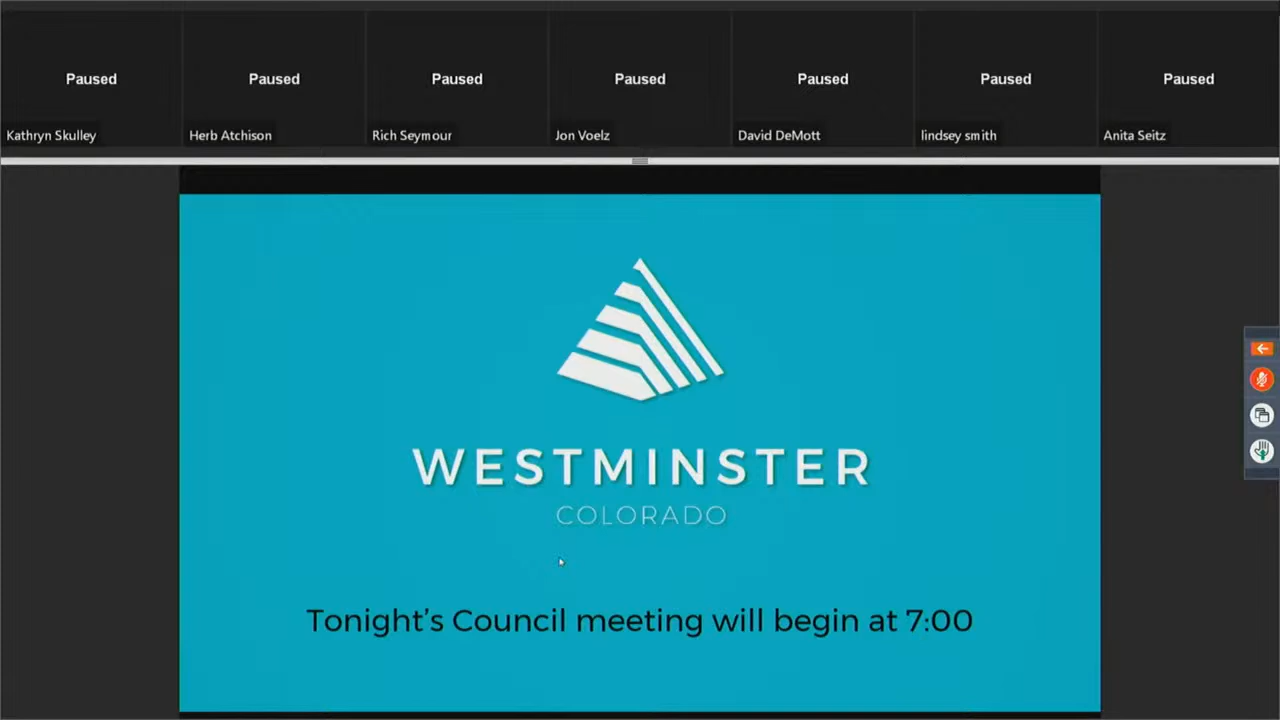 Paused Paused Paused Paused Paused Paused Paused
Kathryn Skulley Herb Atchison Rich Seymour Jon Voelz David DeMott lindsey smith Anita Seitz
WESTMINSTER
COLORADO
Tonight's Council meeting will begin at 7:00